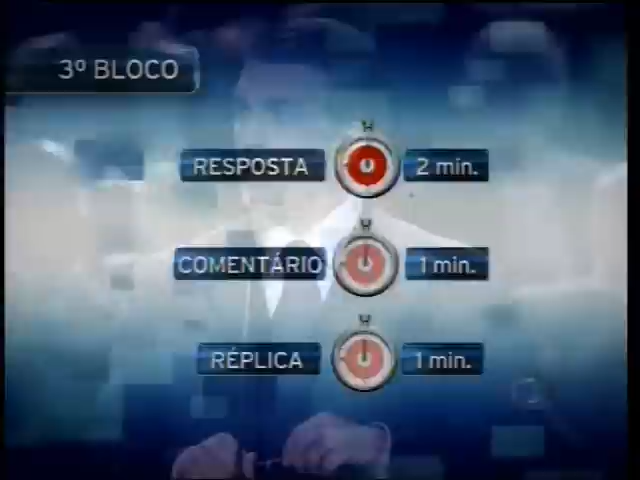 3º BLOCO
RESPOSTA 2 min.
COMENTÁRIO 1 min.
RÉPLICA 1 min.